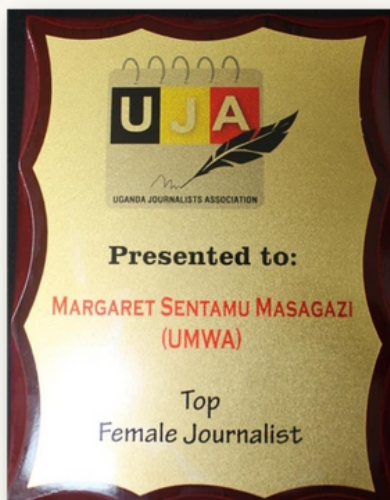 UJA
UGANDA JOURNALISTS ASSOCIATION
Presented to:
MARGARET SENTAMU MASAGAZI
(UMWA)
Top
Female Journalist